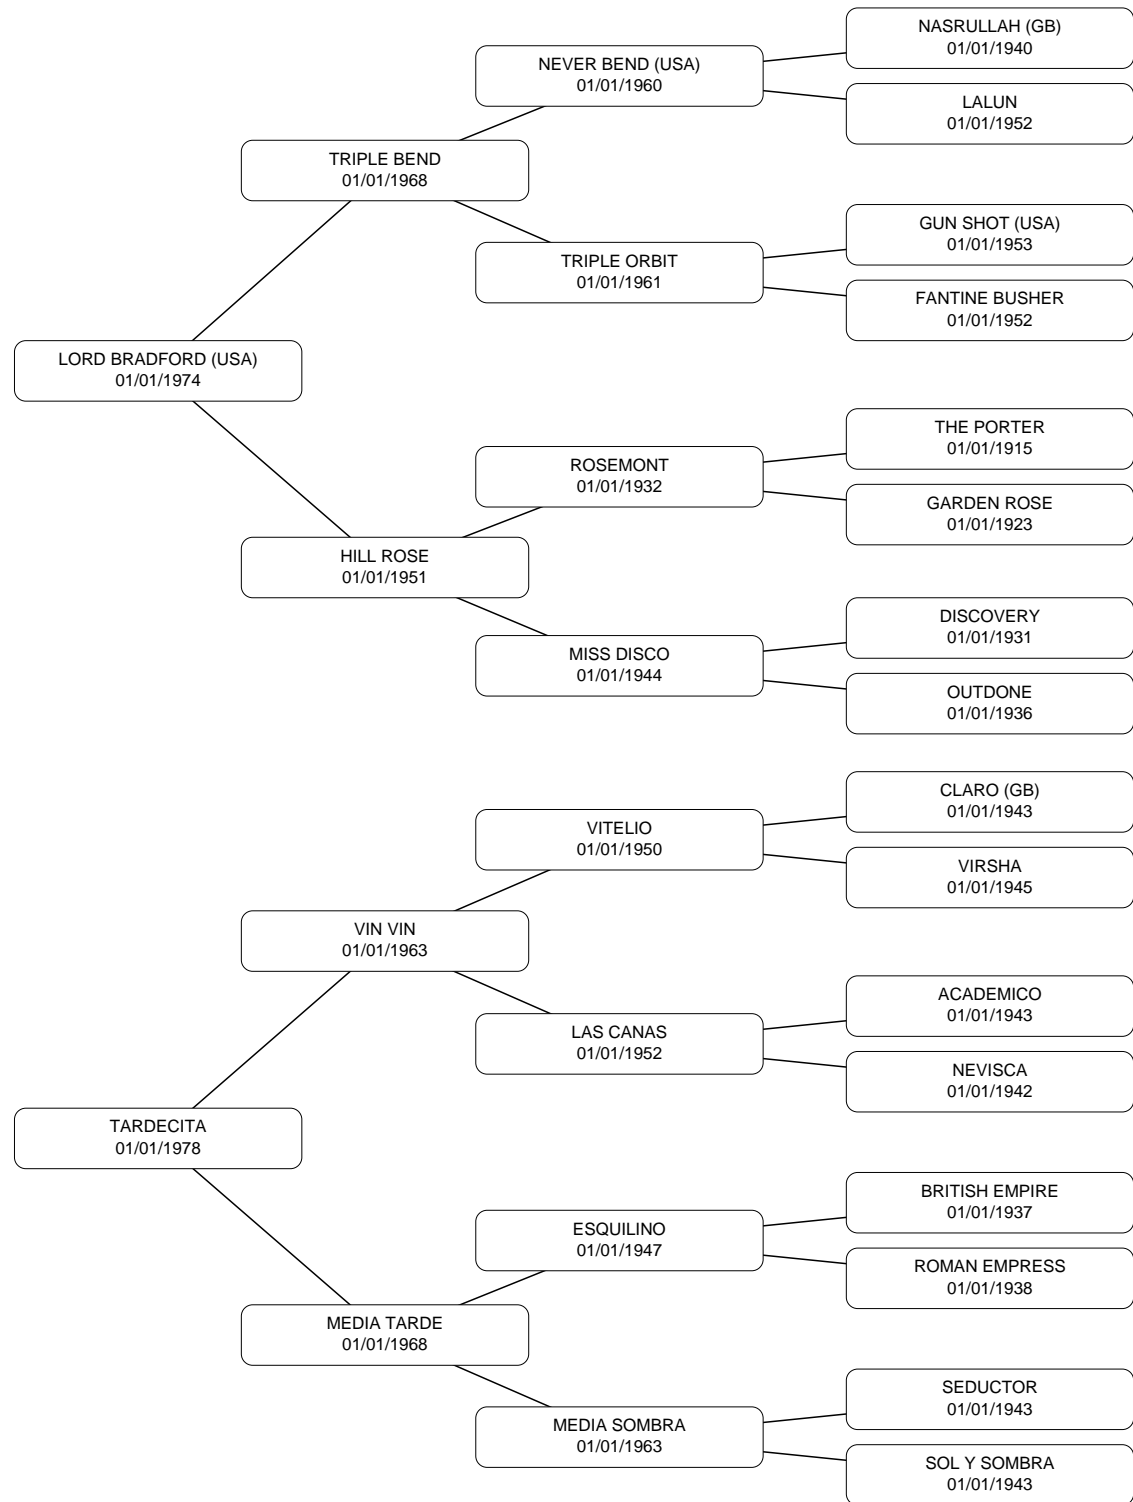 NASRULLAH (GB)
01/01/1940
NEVER BEND (USA)
01/01/1960
LALUN
01/01/1952
TRIPLE BEND
01/01/1968
GUN SHOT (USA)
01/01/1953
TRIPLE ORBIT
01/01/1961
FANTINE BUSHER
01/01/1952
LORD BRADFORD (USA)
01/01/1974
THE PORTER
01/01/1915
ROSEMONT
01/01/1932
GARDEN ROSE
01/01/1923
HILL ROSE
01/01/1951
DISCOVERY
01/01/1931
MISS DISCO
01/01/1944
OUTDONE
01/01/1936
CLARO (GB)
01/01/1943
VITELIO
01/01/1950
VIRSHA
01/01/1945
VIN VIN
01/01/1963
ACADEMICO
01/01/1943
LAS CANAS
01/01/1952
NEVISCA
01/01/1942
TARDECITA
01/01/1978
BRITISH EMPIRE
01/01/1937
ESQUILINO
01/01/1947
ROMAN EMPRESS
01/01/1938
MEDIA TARDE
01/01/1968
SEDUCTOR
01/01/1943
MEDIA SOMBRA
01/01/1963
SOL Y SOMBRA
01/01/1943